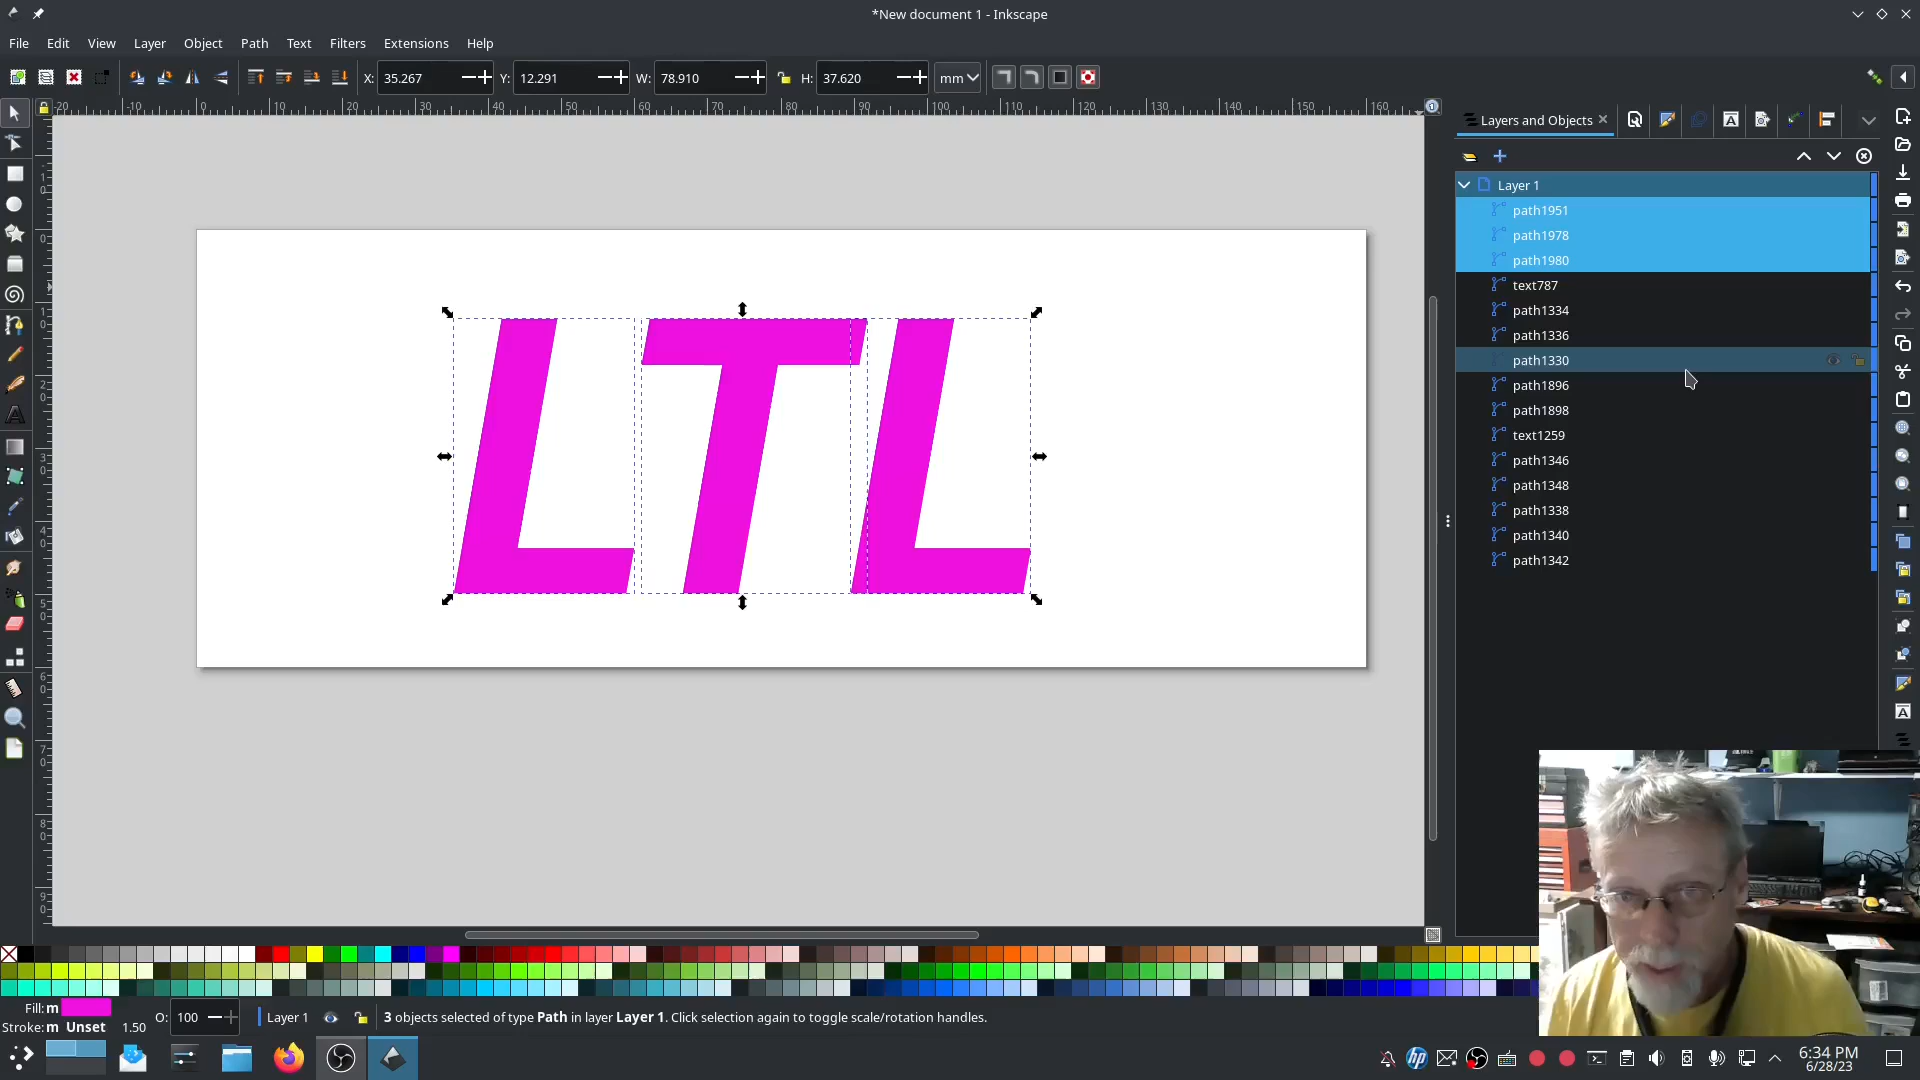 *New document 1 - Inkscape
File Edit View Layer Object Path Text Filters Extensions Help
X: 35.267 Y: 12.291 W: 78.910 H: 37.620 mm
Layers and Objects
Layer 1
path1951
path1978
path1980
text787
path1334
path1336
path1330
path1896
path1898
text1259
path1346
path1348
path1338
path1340
path1342
LTL
Fill: m O: 100 Layer 1 3 objects selected of type Path in layer Layer 1. Click selection again to toggle scale/rotation handles.
Stroke: m Unset 1.50
6:34 PM
6/28/23